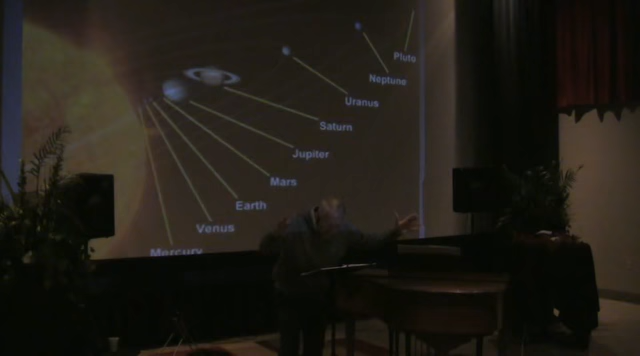 Pluto
Neptune
Uranus
Saturn
Jupiter
Mars
Earth
Venus
Mercury